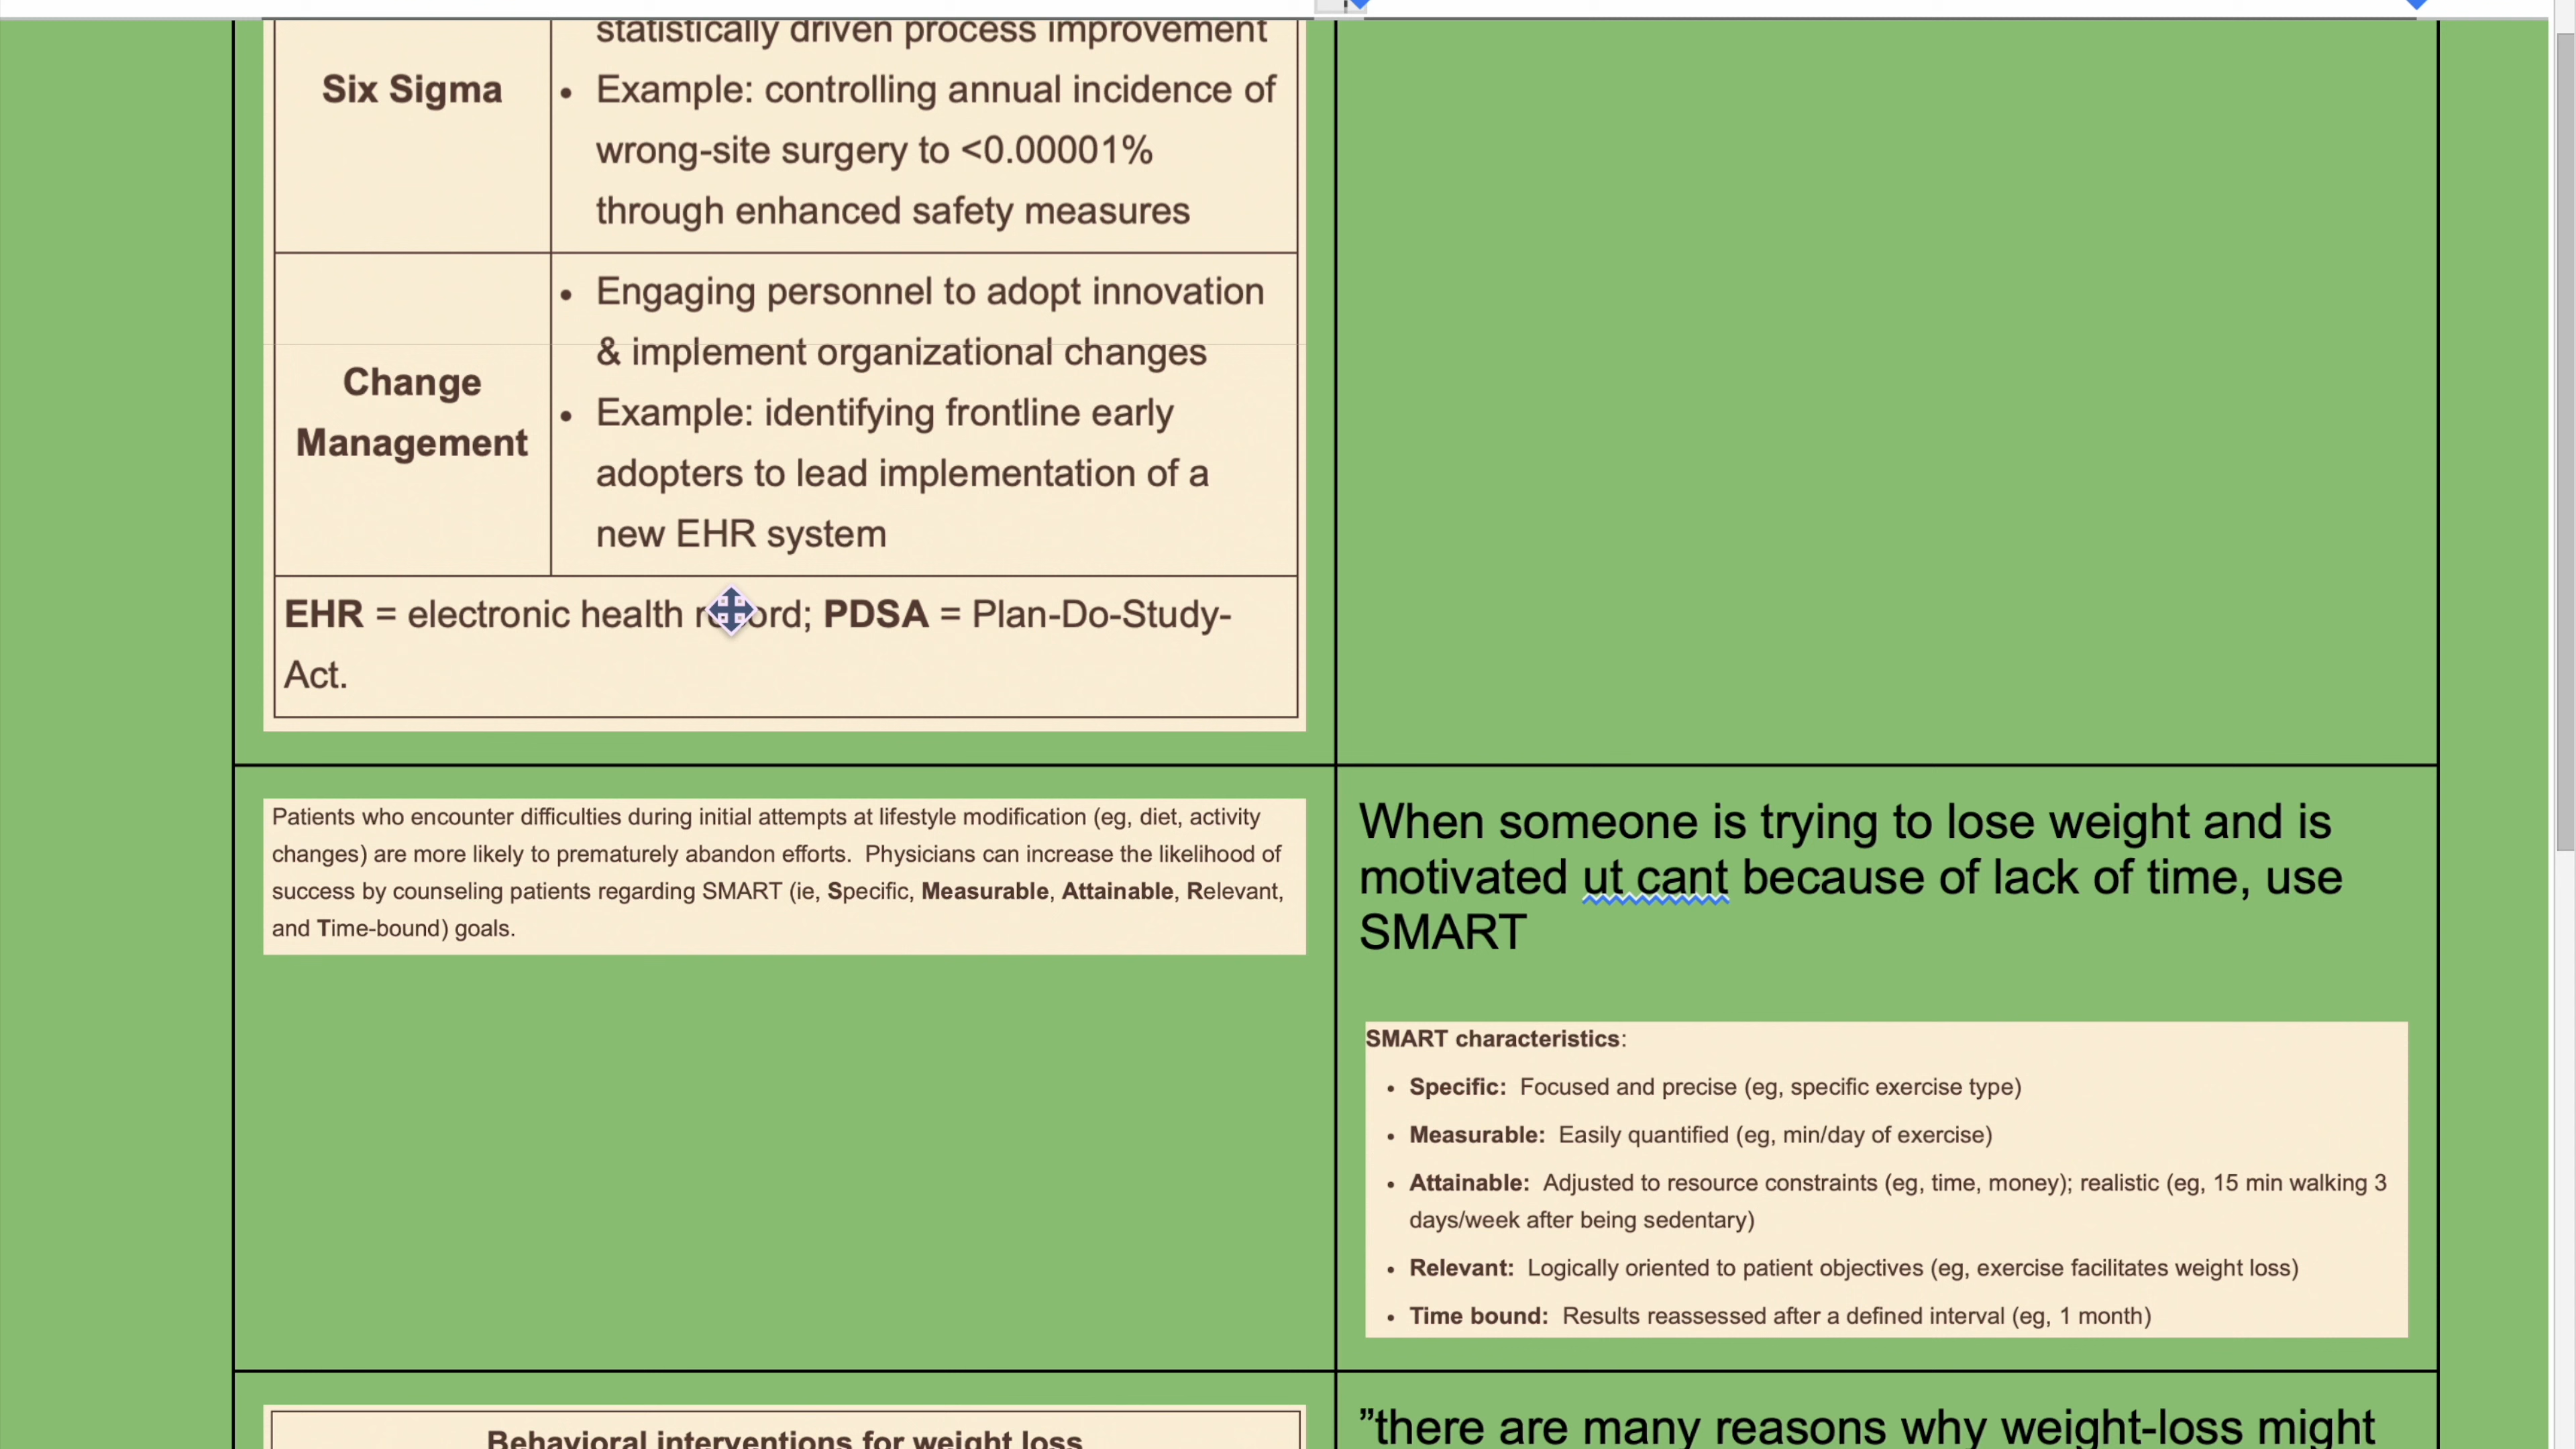 statistically driven process improvement
Six Sigma
• Example: controlling annual incidence of
wrong-site surgery to <0.00001%
through enhanced safety measures
Change
Management
• Engaging personnel to adopt innovation
& implement organizational changes
• Example: identifying frontline early
adopters to lead implementation of a
new EHR system
EHR = electronic health record; PDSA = Plan-Do-Study-
Act.
Patients who encounter difficulties during initial attempts at lifestyle modification (eg, diet, activity
changes) are more likely to prematurely abandon efforts.  Physicians can increase the likelihood of
success by counseling patients regarding SMART (ie, Specific, Measurable, Attainable, Relevant,
and Time-bound) goals.
When someone is trying to lose weight and is
motivated ut cant because of lack of time, use
SMART
SMART characteristics:
• Specific:  Focused and precise (eg, specific exercise type)
• Measurable:  Easily quantified (eg, min/day of exercise)
• Attainable:  Adjusted to resource constraints (eg, time, money); realistic (eg, 15 min walking 3
days/week after being sedentary)
• Relevant:  Logically oriented to patient objectives (eg, exercise facilitates weight loss)
• Time bound:  Results reassessed after a defined interval (eg, 1 month)
Behavioral interventions for weight loss
”there are many reasons why weight-loss might